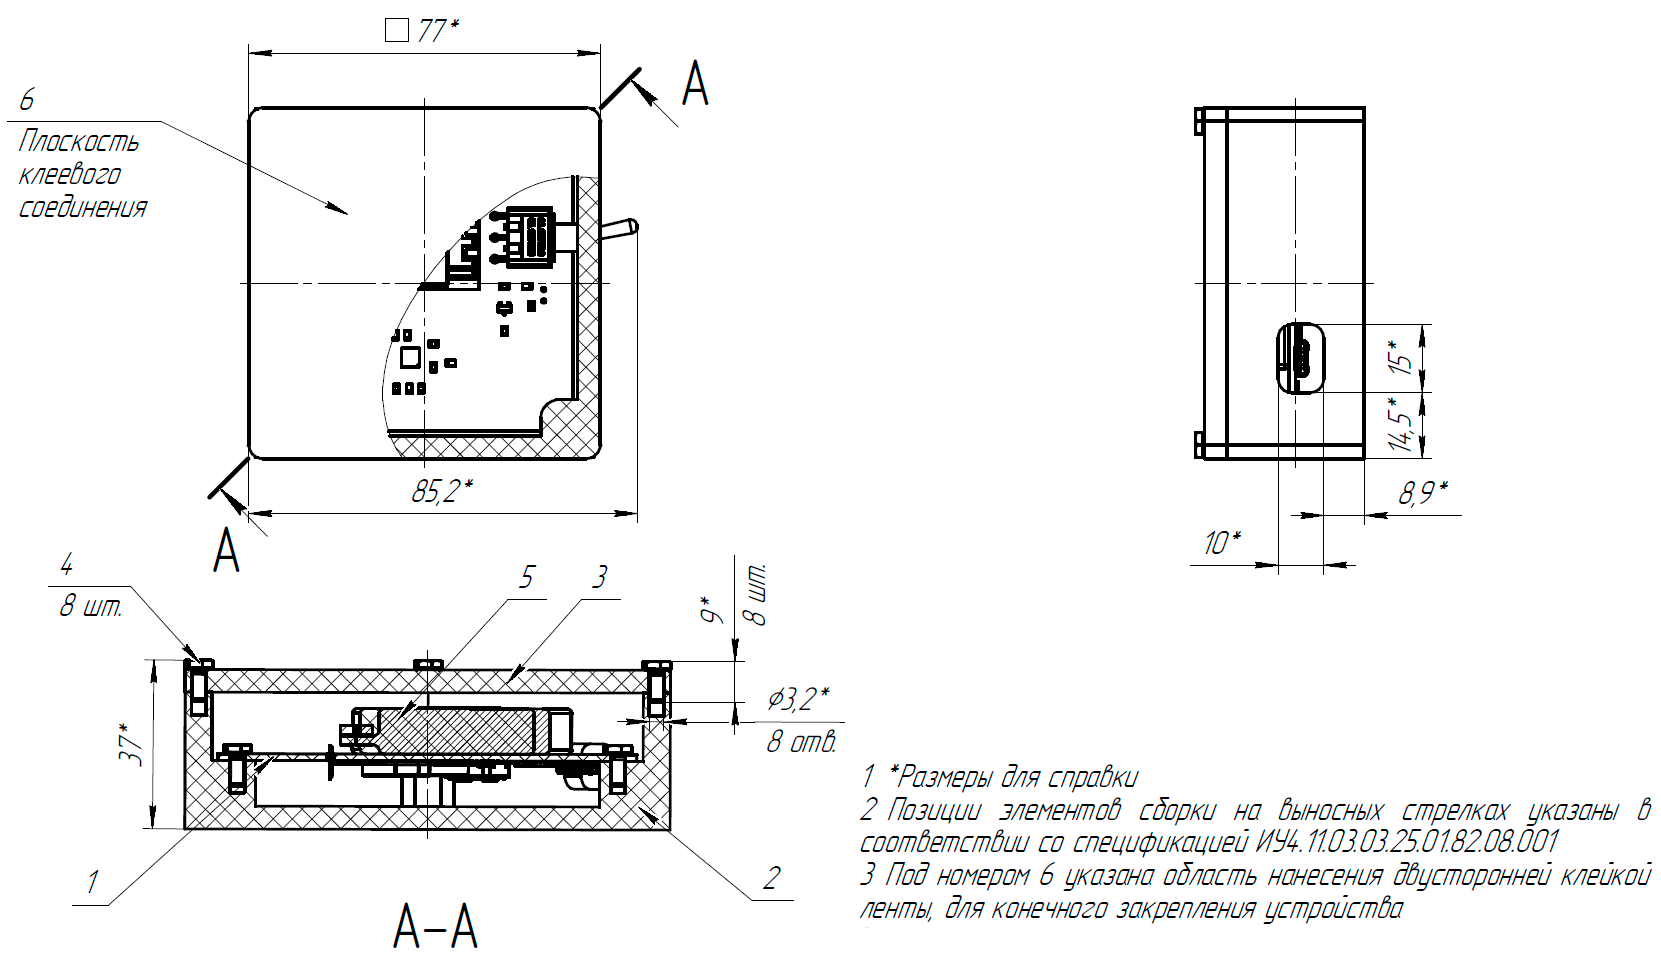 □ 77*
А
6
Плоскость
клеевого
соединения
15*
14,5*
85,2*
8,9*
А
10*
4
8 шт.
5
3
9*
8 шт.
37*
⌀3,2*
8 отв.
1
2
А-А
1 *Размеры для справки
2 Позиции элементов сборки на выносных стрелках указаны в
соответствии со спецификацией ИУ4.11.03.03.25.01.82.08.001
3 Под номером 6 указана область нанесения двусторонней клейкой
ленты, для конечного закрепления устройства